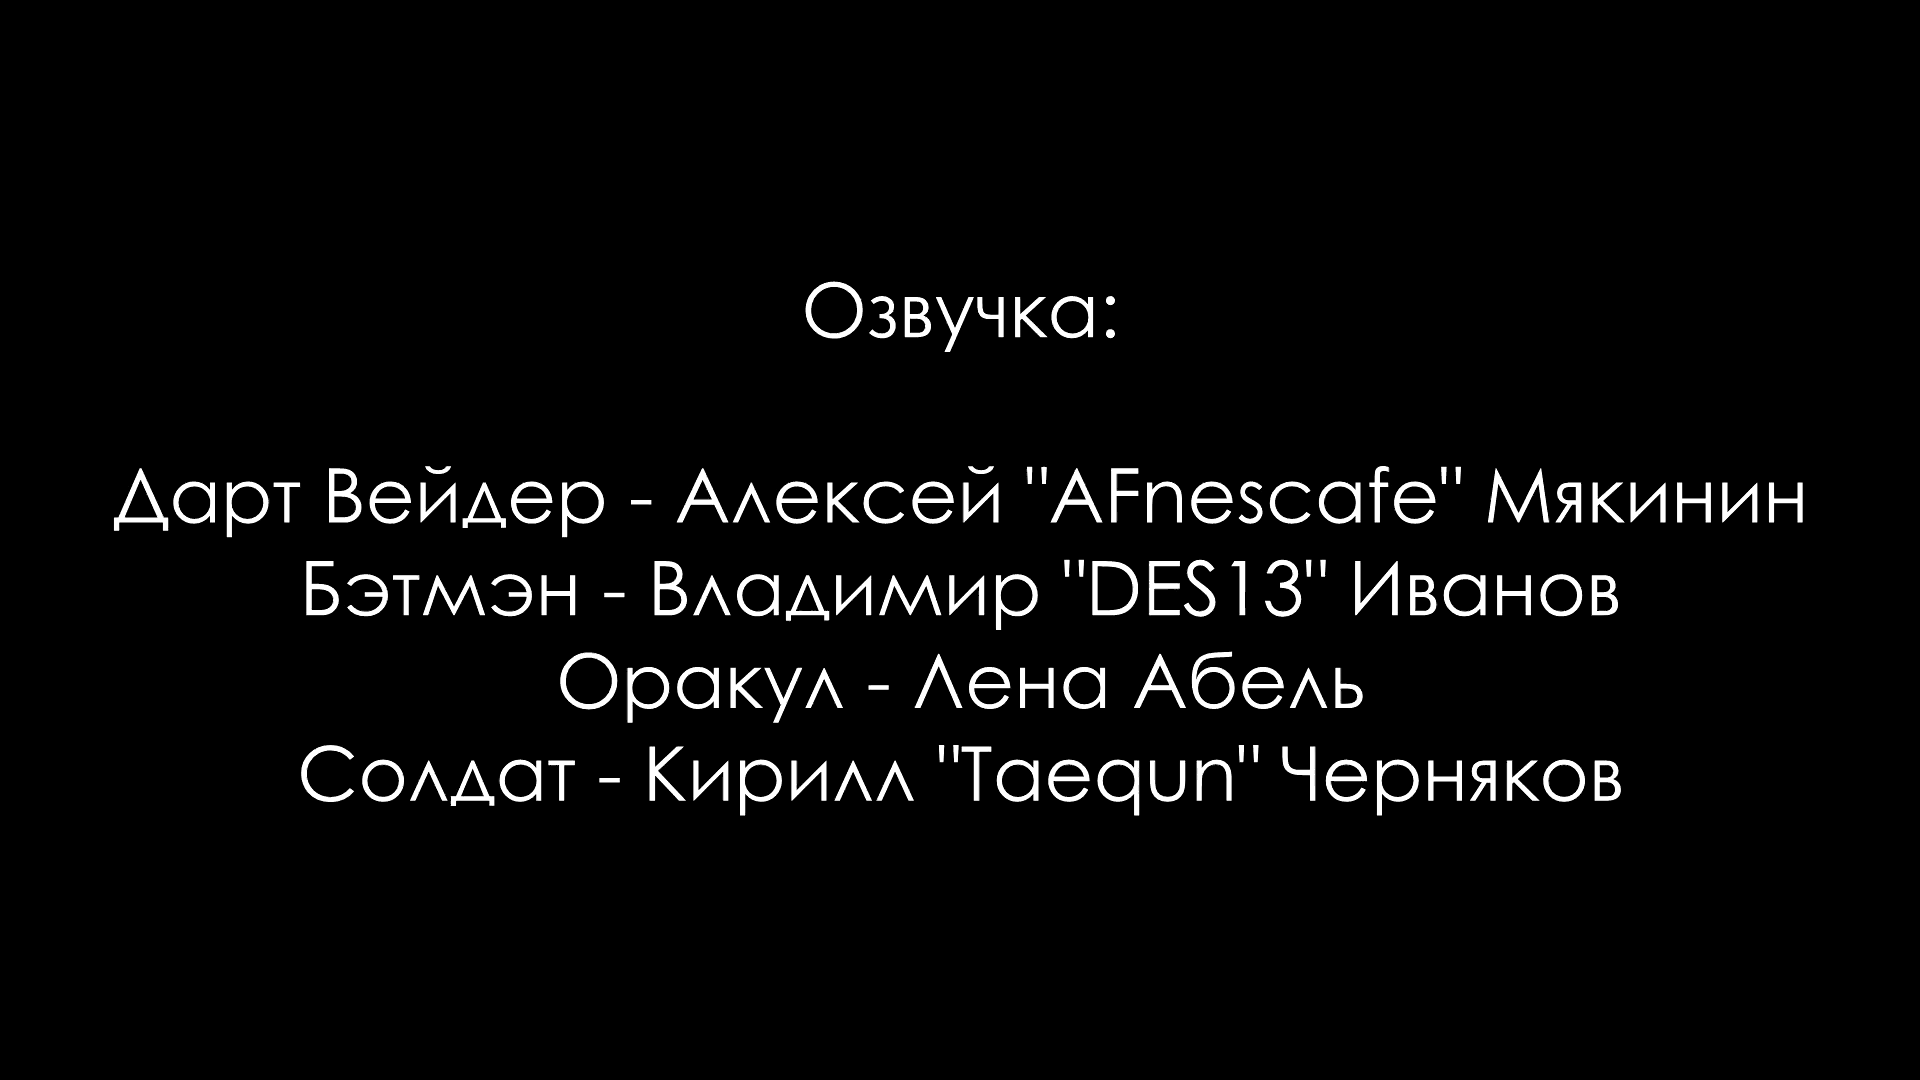 Озвучка:
Дарт Вейдер - Алексей "AFnescafe" Мякинин
Бэтмэн - Владимир "DES13" Иванов
Оракул - Лена Абель
Солдат - Кирилл "Taequn" Черняков